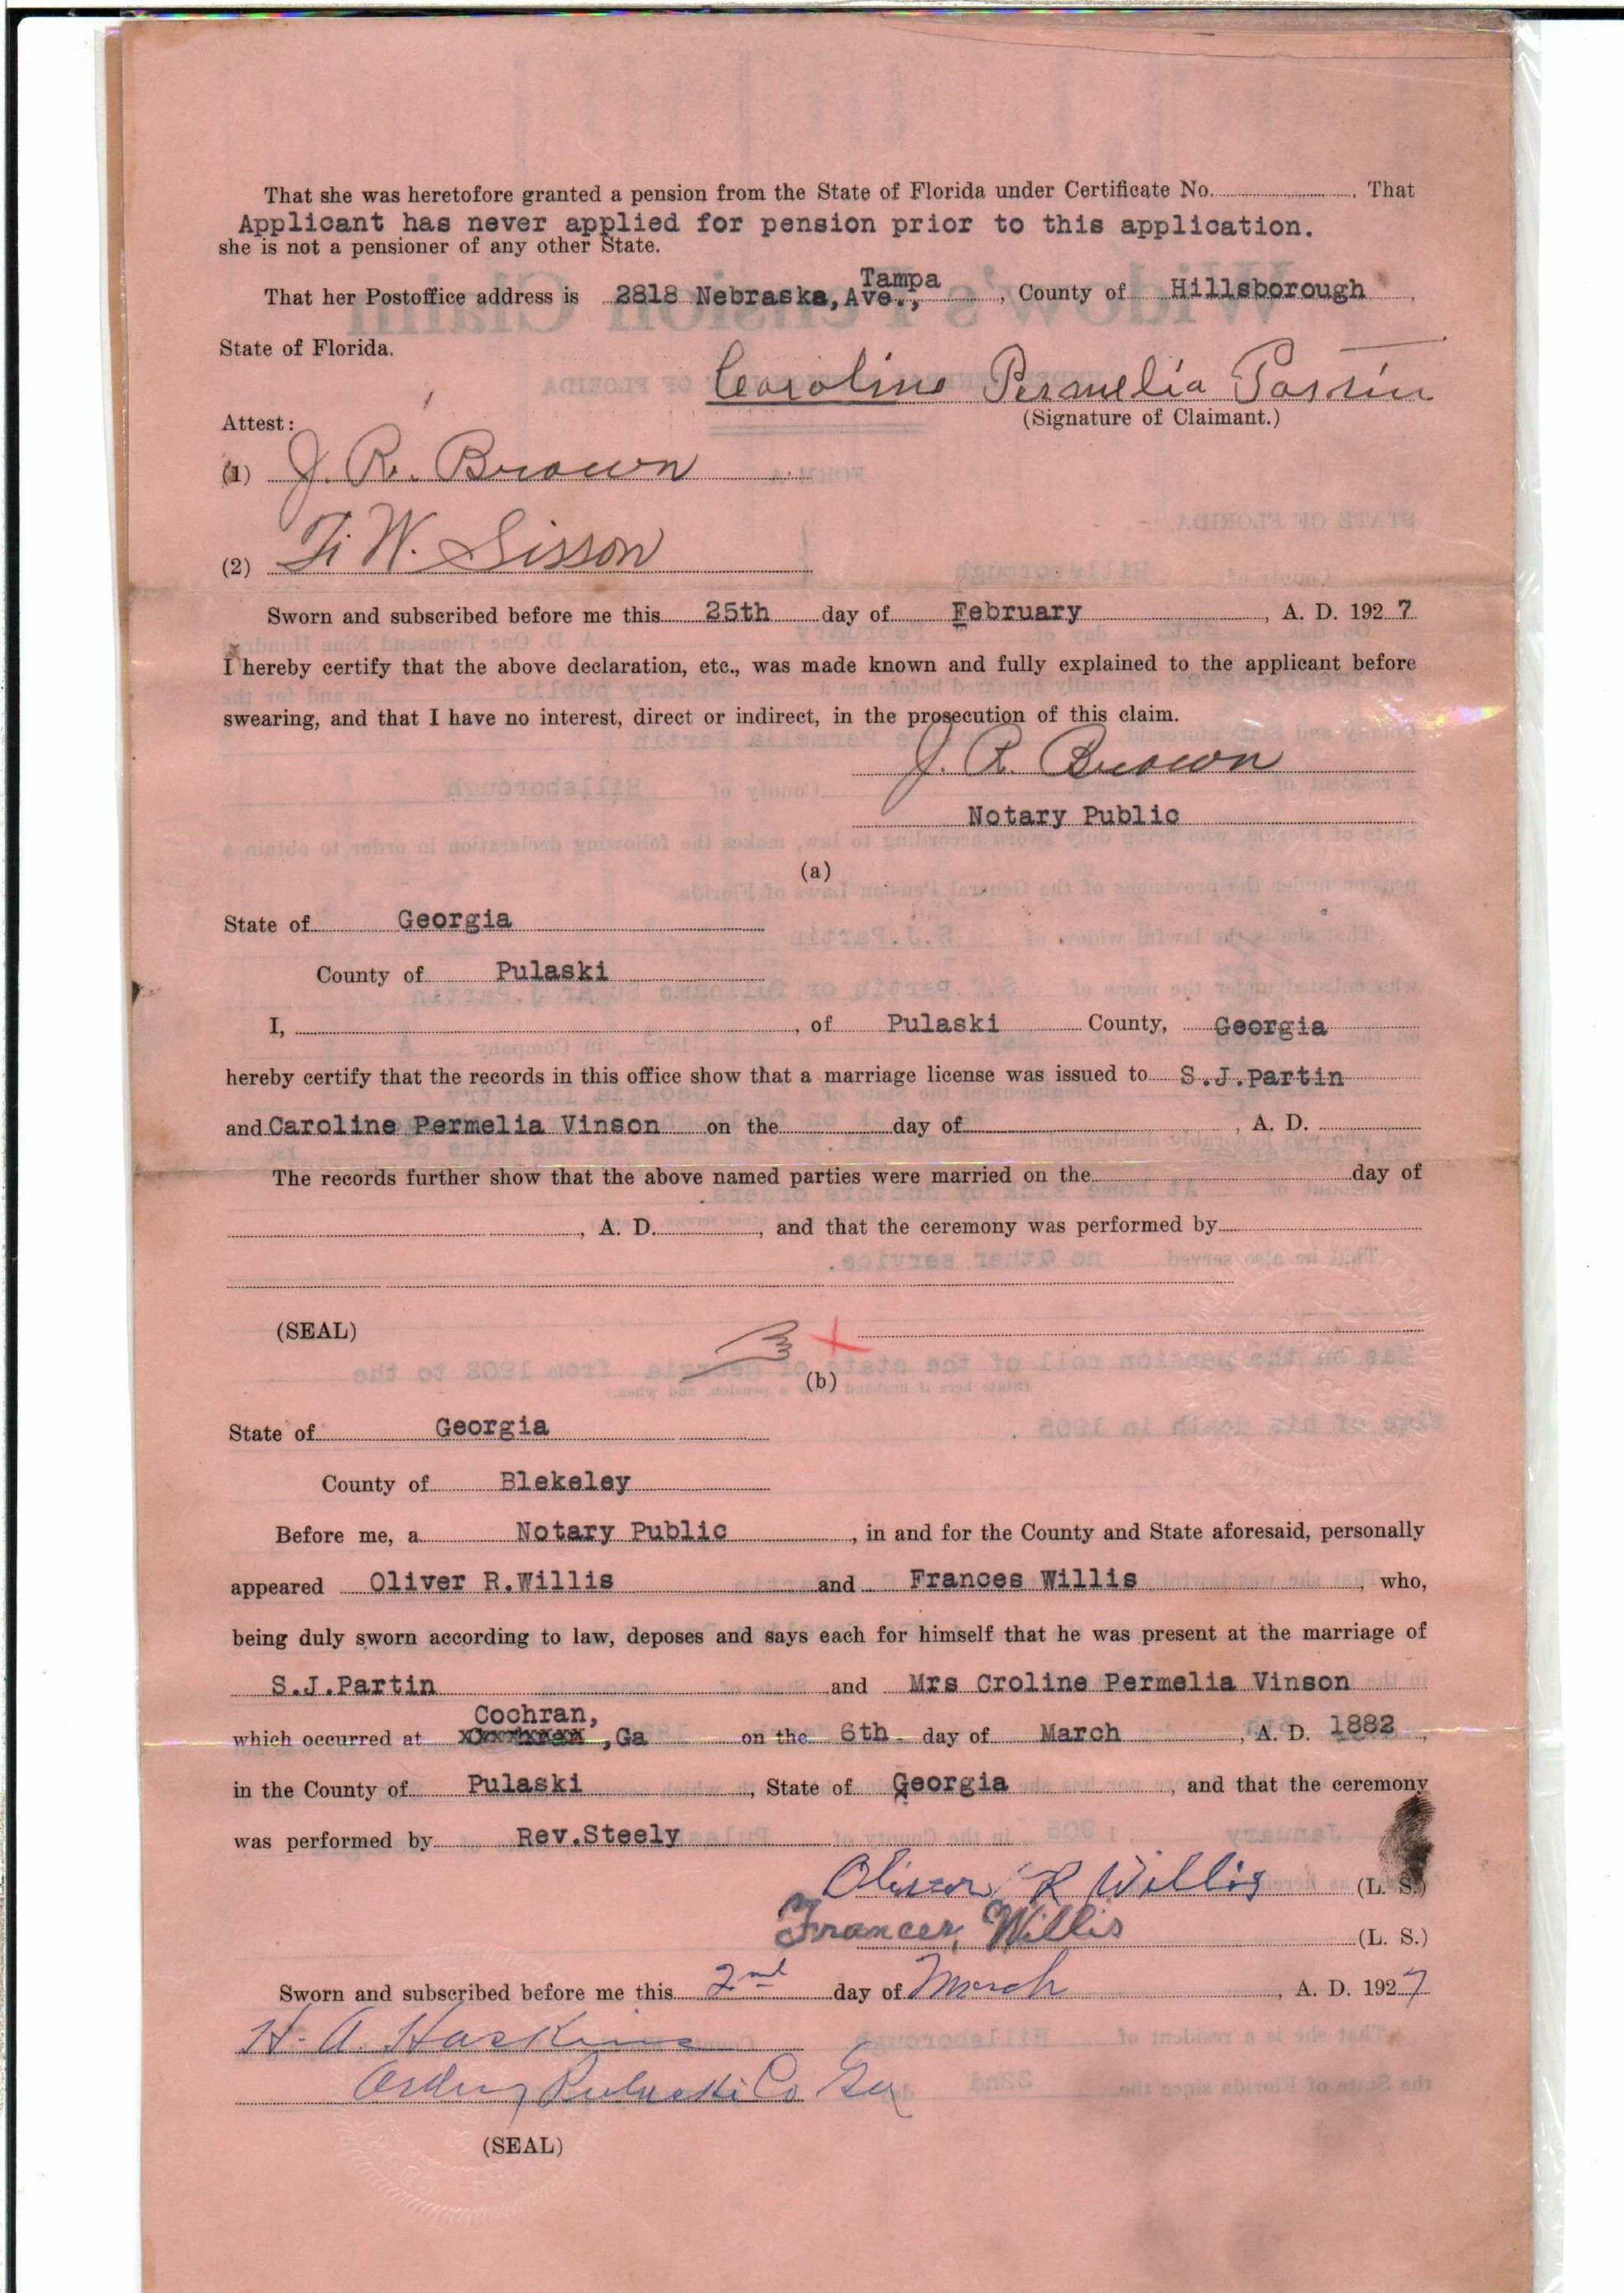 That she was heretofore granted a pension from the State of Florida under Certificate No. . That
Applicant has never applied for pension prior to this application.
she is not a pensioner of any other State.
Tampa
That her Postoffice address is 2818 Nebraska, Ave., , County of Hillsborough ,
State of Florida.
Caroline Permelia Partin
(Signature of Claimant.)
Attest:
(1) J. R. Brown
(2) W. Sisson
Sworn and subscribed before me this 25th day of February , A. D. 192 7
I hereby certify that the above declaration, etc., was made known and fully explained to the applicant before
swearing, and that I have no interest, direct or indirect, in the prosecution of this claim.
J. R. Brown
Notary Public
(a)
State of Georgia
County of Pulaski
I, , of Pulaski County, Georgia
hereby certify that the records in this office show that a marriage license was issued to S.J.Partin
and Caroline Permelia Vinson on the day of , A. D.
The records further show that the above named parties were married on the day of
, A. D. , and that the ceremony was performed by
(SEAL)
(b)
State of Georgia
County of Blekeley
Before me, a Notary Public , in and for the County and State aforesaid, personally
appeared Oliver R.Willis and Frances Willis , who,
being duly sworn according to law, deposes and says each for himself that he was present at the marriage of
S.J.Partin and Mrs Croline Permelia Vinson
Cochran,
which occurred at , Ga on the 6th day of March , A. D. 1882 ,
in the County of Pulaski , State of Georgia , and that the ceremony
was performed by Rev.Steely
Oliver R Willis (L. S.)
Frances Willis (L. S.)
Sworn and subscribed before me this 2nd day of March , A. D. 1927
H. A. Haskins
Ordinary Pulaski Co Ga
(SEAL)